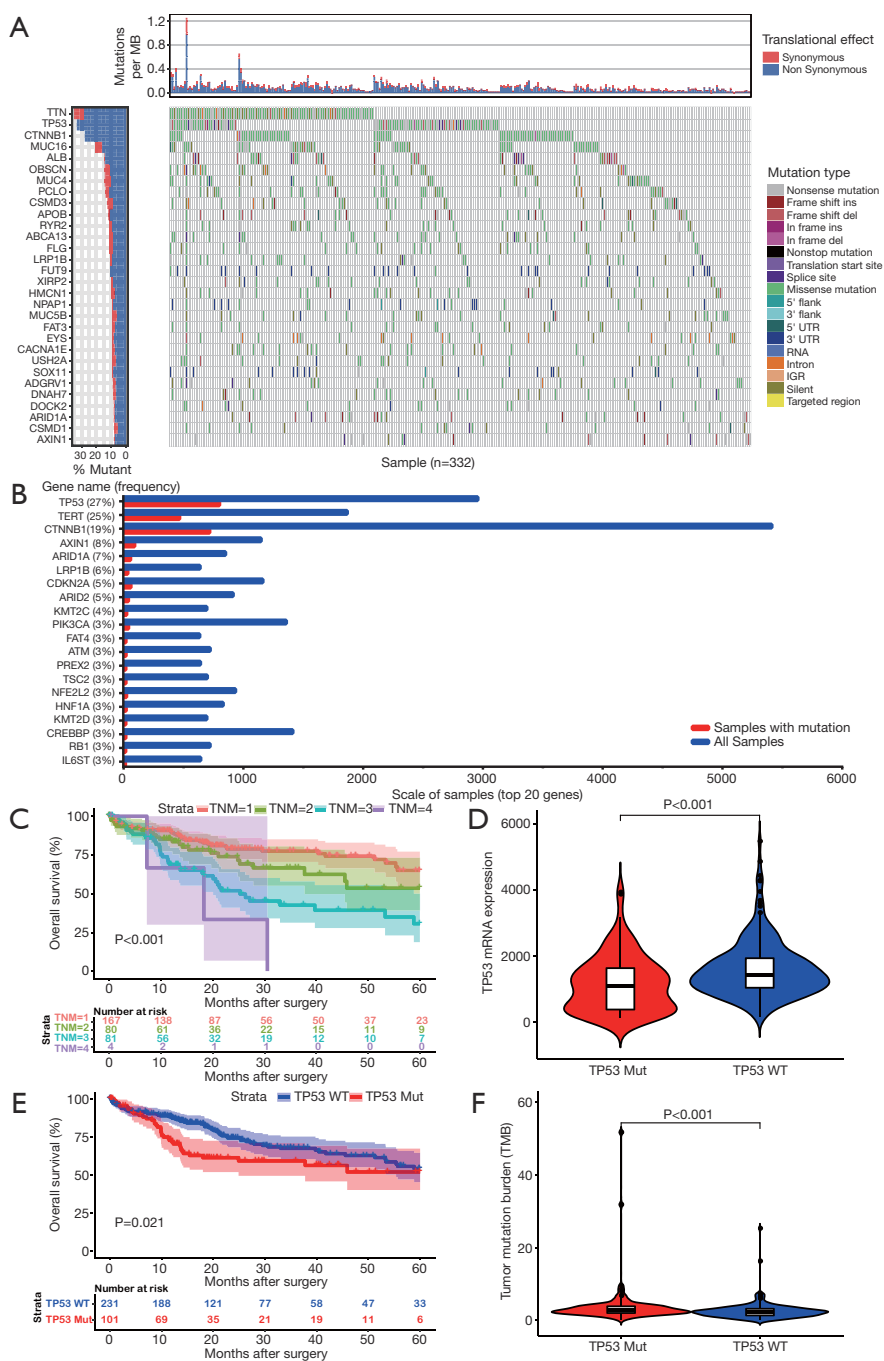 A
Mutations
per MB
1.2
0.8
0.4
0.0
Translational effect
Synonymous
Non Synonymous
TTN
TP53
CTNNB1
MUC16
ALB
OBSCN
MUC4
PCLO
CSMD3
APOB
RYR2
ABCA13
FLG
LRP1B
FUT9
XIRP2
HMCN1
NPAP1
MUC5B
FAT3
EYS
CACNA1E
USH2A
SOX11
ADGRV1
DNAH7
DOCK2
ARID1A
CSMD1
AXIN1
30 20 10 0
% Mutant
Sample (n=332)
Mutation type
Nonsense mutation
Frame shift ins
Frame shift del
In frame ins
In frame del
Nonstop mutation
Translation start site
Splice site
Missense mutation
5' flank
3' flank
5' UTR
3' UTR
RNA
Intron
IGR
Silent
Targeted region
B
Gene name (frequency)
TP53 (27%)
TERT (25%)
CTNNB1(19%)
AXIN1 (8%)
ARID1A (7%)
LRP1B (6%)
CDKN2A (5%)
ARID2 (5%)
KMT2C (4%)
PIK3CA (3%)
FAT4 (3%)
ATM (3%)
PREX2 (3%)
TSC2 (3%)
NFE2L2 (3%)
HNF1A (3%)
KMT2D (3%)
CREBBP (3%)
RB1 (3%)
IL6ST (3%)
Samples with mutation
All Samples
0 1000 2000 3000 4000 5000 6000
Scale of samples (top 20 genes)
C
Strata TNM=1 TNM=2 TNM=3 TNM=4
Overall survival (%)
100
75
50
25
0
P<0.001
0 10 20 30 40 50 60
Months after surgery
Number at risk
Strata
TNM=1 167 138 87 56 50 37 23
TNM=2 80 61 36 22 15 11 9
TNM=3 81 56 32 19 12 10 7
TNM=4 4 2 1 1 0 0 0
0 10 20 30 40 50 60
Months after surgery
D
P<0.001
TP53 mRNA expression
6000
4000
2000
0
TP53 Mut TP53 WT
E
Strata TP53 WT TP53 Mut
Overall survival (%)
100
75
50
25
0
P=0.021
0 10 20 30 40 50 60
Months after surgery
Number at risk
Strata
TP53 WT 231 188 121 77 58 47 33
TP53 Mut 101 69 35 21 19 11 6
0 10 20 30 40 50 60
Months after surgery
F
P<0.001
Tumor mutation burden (TMB)
60
40
20
0
TP53 Mut TP53 WT